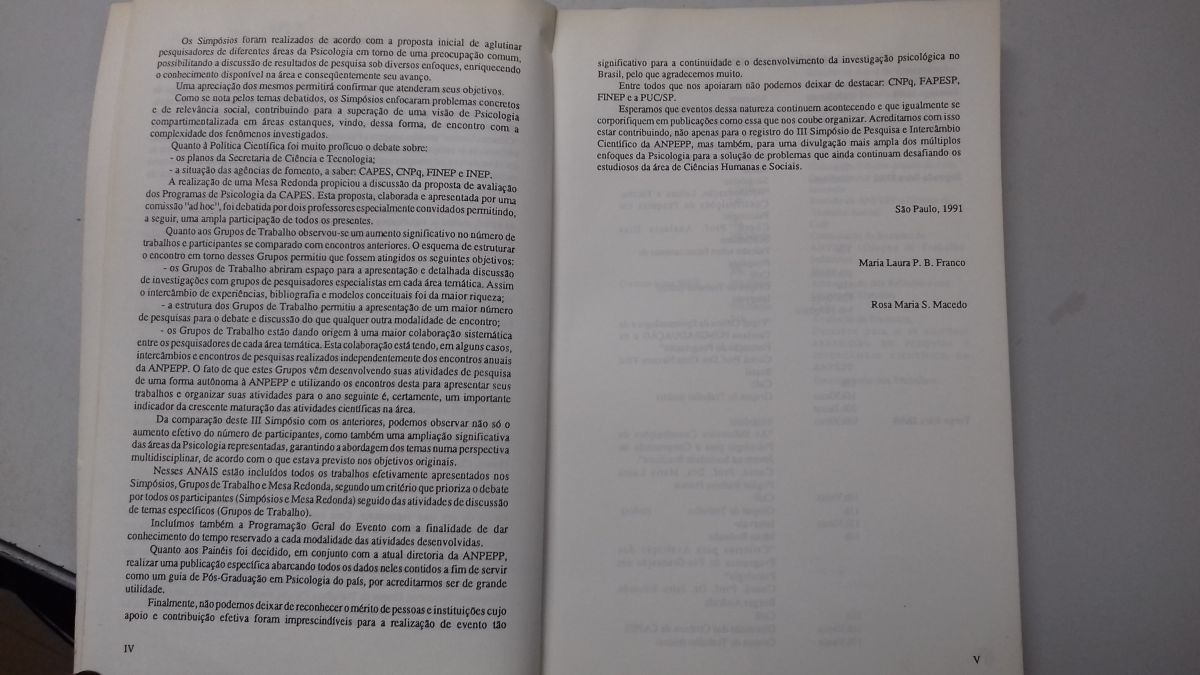 Os Simpósios foram realizados de acordo com a proposta inicial de aglutinar
pesquisadores de diferentes áreas da Psicologia em torno de uma preocupação comum,
possibilitando a discussão de resultados de pesquisa sob diversos enfoques, enriquecendo
o conhecimento disponível na área e conseqüentemente seu avanço.
Uma apreciação dos mesmos permitirá confirmar que atenderam seus objetivos.
Como se nota pelos temas debatidos, os Simpósios enfocaram problemas concretos
e de relevância social, contribuindo para a superação de uma visão de Psicologia
compartimentalizada em áreas estanques, vindo, dessa forma, de encontro com a
complexidade dos fenômenos investigados.
Quanto à Política Científica foi muito profícuo o debate sobre:
- os planos da Secretaria de Ciência e Tecnologia;
- a situação das agências de fomento, a saber: CAPES, CNPq, FINEP e INEP.
A realização de uma Mesa Redonda propiciou a discussão da proposta de avaliação
dos Programas de Psicologia da CAPES. Esta proposta, elaborada e apresentada por uma
comissão "ad hoc", foi debatida por dois professores especialmente convidados permitindo,
a seguir, uma ampla participação de todos os presentes.
Quanto aos Grupos de Trabalho observou-se um aumento significativo no número de
trabalhos e participantes se comparado com encontros anteriores. O esquema de estruturar
o encontro em torno desses Grupos permitiu que fossem atingidos os seguintes objetivos:
- os Grupos de Trabalho abriram espaço para a apresentação e detalhada discussão
de investigações com grupos de pesquisadores especialistas em cada área temática. Assim
o intercâmbio de experiências, bibliografia e modelos conceituais foi da maior riqueza;
- a estrutura dos Grupos de Trabalho permitiu a apresentação de um maior número
de pesquisas para o debate e discussão do que qualquer outra modalidade de encontro;
- os Grupos de Trabalho estão dando origem à uma maior colaboração sistemática
entre os pesquisadores de cada área temática. Esta colaboração está tendo, em alguns casos,
intercâmbios e encontros de pesquisas realizados independentemente dos encontros anuais
da ANPEPP. O fato de que estes Grupos vêm desenvolvendo suas atividades de pesquisa
de uma forma autônoma à ANPEPP e utilizando os encontros desta para apresentar seus
trabalhos e organizar suas atividades para o ano seguinte é, certamente, um importante
indicador da crescente maturação das atividades científicas na área.
Da comparação deste III Simpósio com os anteriores, podemos observar não só o
aumento efetivo do número de participantes, como também uma ampliação significativa
das áreas da Psicologia representadas, garantindo a abordagem dos temas numa perspectiva
multidisciplinar, de acordo com o que estava previsto nos objetivos originais.
Nesses ANAIS estão incluídos todos os trabalhos efetivamente apresentados nos
Simpósios, Grupos de Trabalho e Mesa Redonda, segundo um critério que prioriza o debate
por todos os participantes (Simpósios e Mesa Redonda) seguido das atividades de discussão
de temas específicos (Grupos de Trabalho).
Incluímos também a Programação Geral do Evento com a finalidade de dar
conhecimento do tempo reservado a cada modalidade das atividades desenvolvidas.
Quanto aos Painéis foi decidido, em conjunto com a atual diretoria da ANPEPP,
realizar uma publicação específica abarcando todos os dados neles contidos a fim de servir
como um guia de Pós-Graduação em Psicologia do país, por acreditarmos ser de grande
utilidade.
Finalmente, não podemos deixar de reconhecer o mérito de pessoas e instituições cujo
apoio e contribuição efetiva foram imprescindíveis para a realização de evento tão
IV
significativo para a continuidade e o desenvolvimento da investigação psicológica no
Brasil, pelo que agradecemos muito.
Entre todos que nos apoiaram não podemos deixar de destacar: CNPq, FAPESP,
FINEP e a PUC/SP.
Esperamos que eventos dessa natureza continuem acontecendo e que igualmente se
corporifiquem em publicações como essa que nos coube organizar. Acreditamos com isso
estar contribuindo, não apenas para o registro do III Simpósio de Pesquisa e Intercâmbio
Científico da ANPEPP, mas também, para uma divulgação mais ampla dos múltiplos
enfoques da Psicologia para a solução de problemas que ainda continuam desafiando os
estudiosos da área de Ciências Humanas e Sociais.
São Paulo, 1991
Maria Laura P. B. Franco
Rosa Maria S. Macedo
V